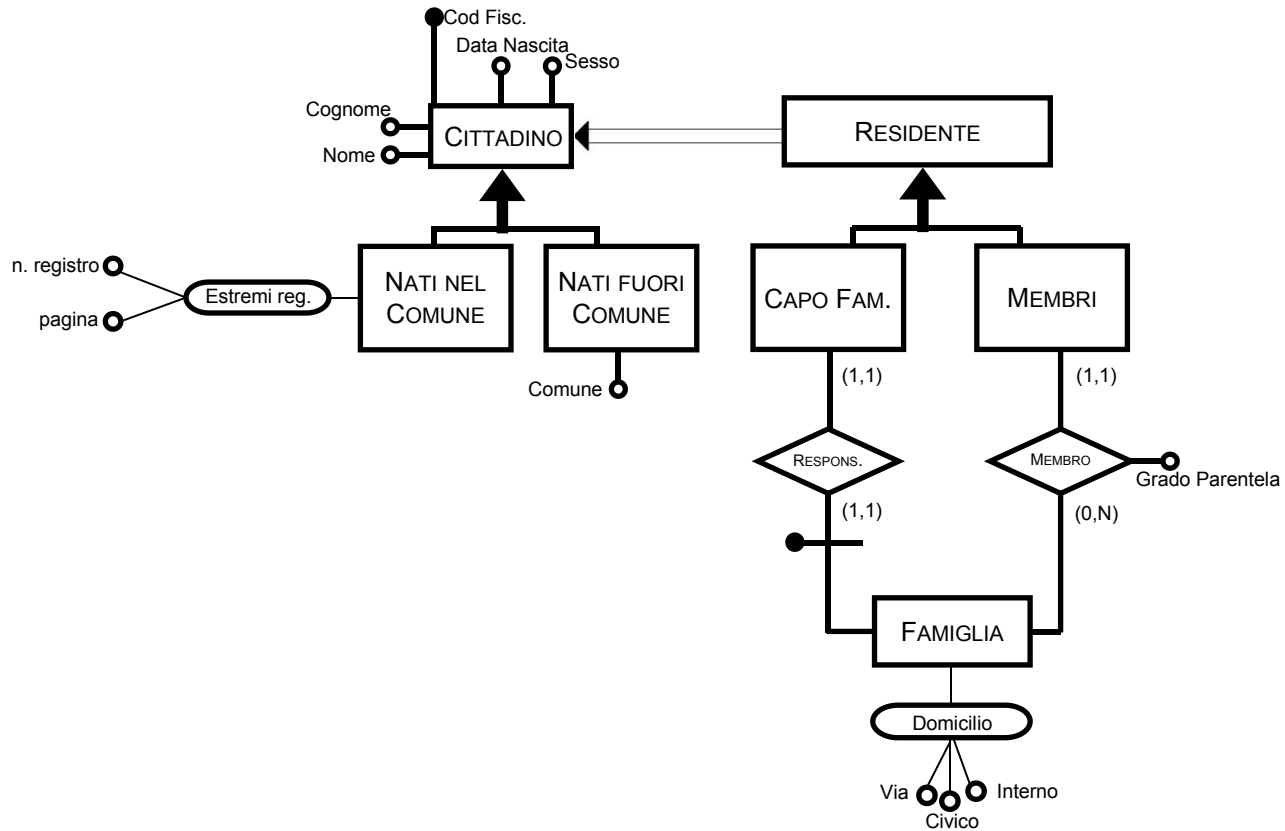 Cod Fisc.
Data Nascita
Sesso
Cognome
Nome
CITTADINO
RESIDENTE
n. registro
pagina
Estremi reg.
NATI NEL
COMUNE
NATI FUORI
COMUNE
Comune
CAPO FAM.
MEMBRI
(1,1)
(1,1)
RESPONS.
MEMBRO
Grado Parentela
(1,1)
(0,N)
FAMIGLIA
Domicilio
Via
Civico
Interno